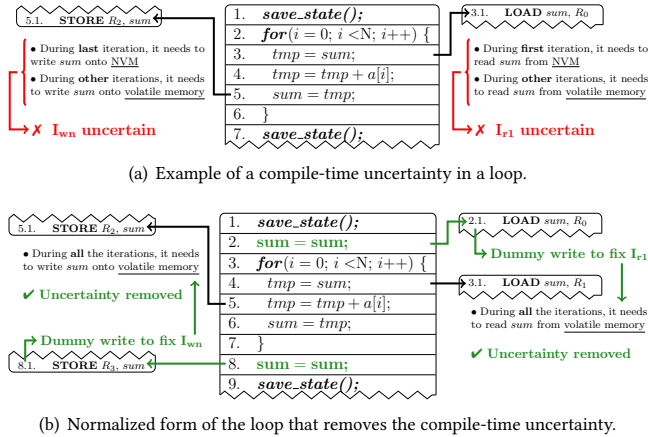 5.1. STORE R₂, sum
• During last iteration, it needs to
write sum onto NVM
• During other iterations, it needs
to write sum onto volatile memory
✗ I_wn uncertain
1. save_state();
2. for(i = 0; i <N; i++) {
3. tmp = sum;
4. tmp = tmp + a[i];
5. sum = tmp;
6. }
7. save_state();
3.1. LOAD sum, R₀
• During first iteration, it needs to
read sum from NVM
• During other iterations, it needs
to read sum from volatile memory
✗ I_r1 uncertain
(a) Example of a compile-time uncertainty in a loop.
5.1. STORE R₂, sum
• During all the iterations, it needs
to write sum onto volatile memory
✔ Uncertainty removed
Dummy write to fix I_wn
8.1. STORE R₃, sum
1. save_state();
2. sum = sum;
3. for(i = 0; i <N; i++) {
4. tmp = sum;
5. tmp = tmp + a[i];
6. sum = tmp;
7. }
8. sum = sum;
9. save_state();
2.1. LOAD sum, R₀
Dummy write to fix I_r1
3.1. LOAD sum, R₁
• During all the iterations, it needs
to read sum from volatile memory
✔ Uncertainty removed
(b) Normalized form of the loop that removes the compile-time uncertainty.